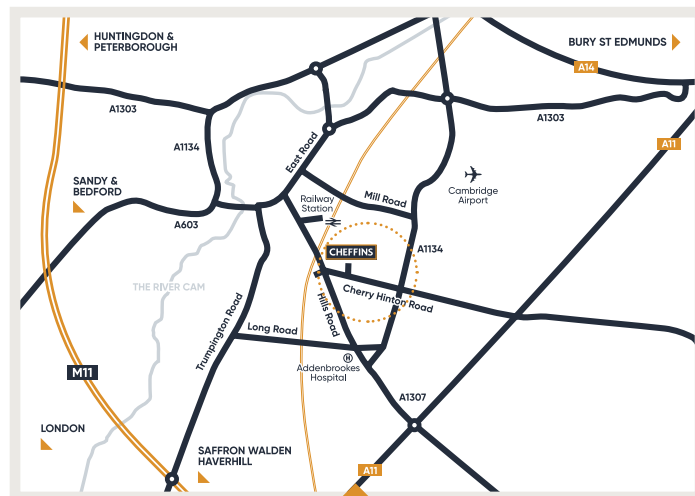 HUNTINGDON &
PETERBOROUGH
BURY ST EDMUNDS
A14
A1303
A1303
A11
A1134
East Road
SANDY &
BEDFORD
Railway
Station
Mill Road
Cambridge
Airport
A603
CHEFFINS
A1134
THE RIVER CAM
Cherry Hinton Road
Hills Road
Trumpington Road
Long Road
H
Addenbrookes
Hospital
M11
A1307
LONDON
SAFFRON WALDEN
HAVERHILL
A11